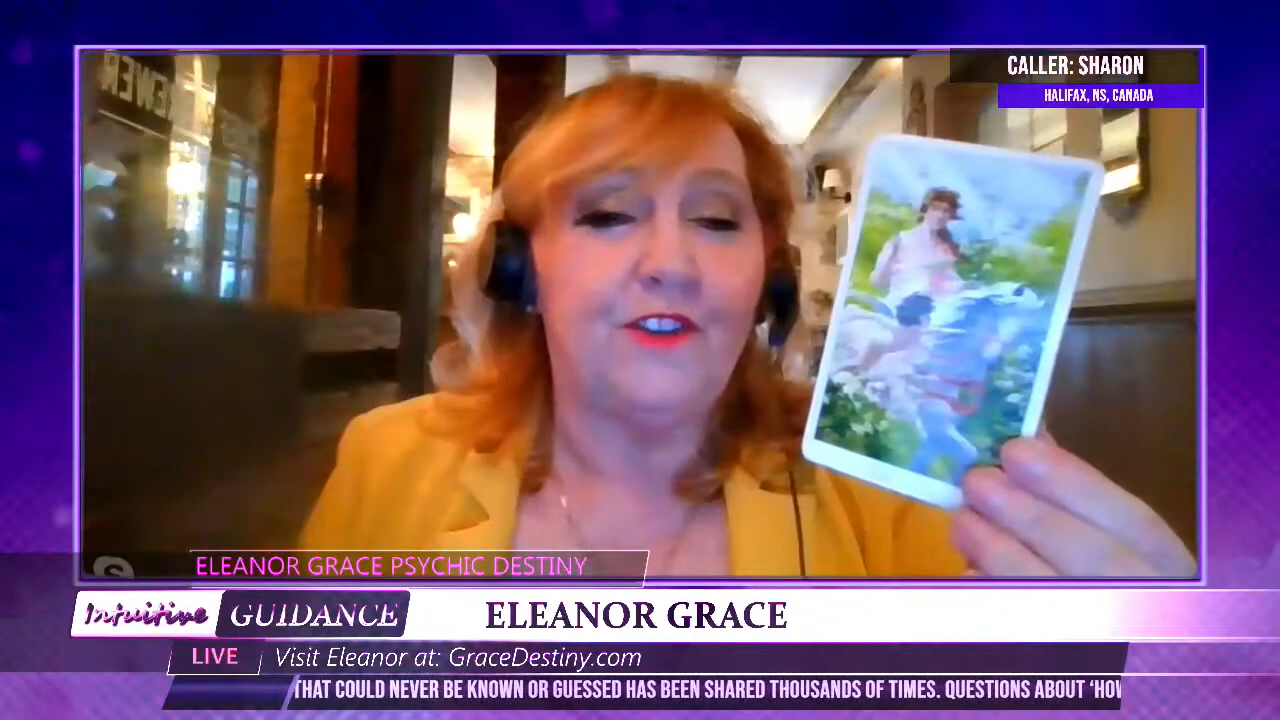 CALLER: SHARON
HALIFAX, NS, CANADA
ELEANOR GRACE PSYCHIC DESTINY
Intuitive GUIDANCE
ELEANOR GRACE
LIVE
Visit Eleanor at: GraceDestiny.com
THAT COULD NEVER BE KNOWN OR GUESSED HAS BEEN SHARED THOUSANDS OF TIMES. QUESTIONS ABOUT ‘HOW